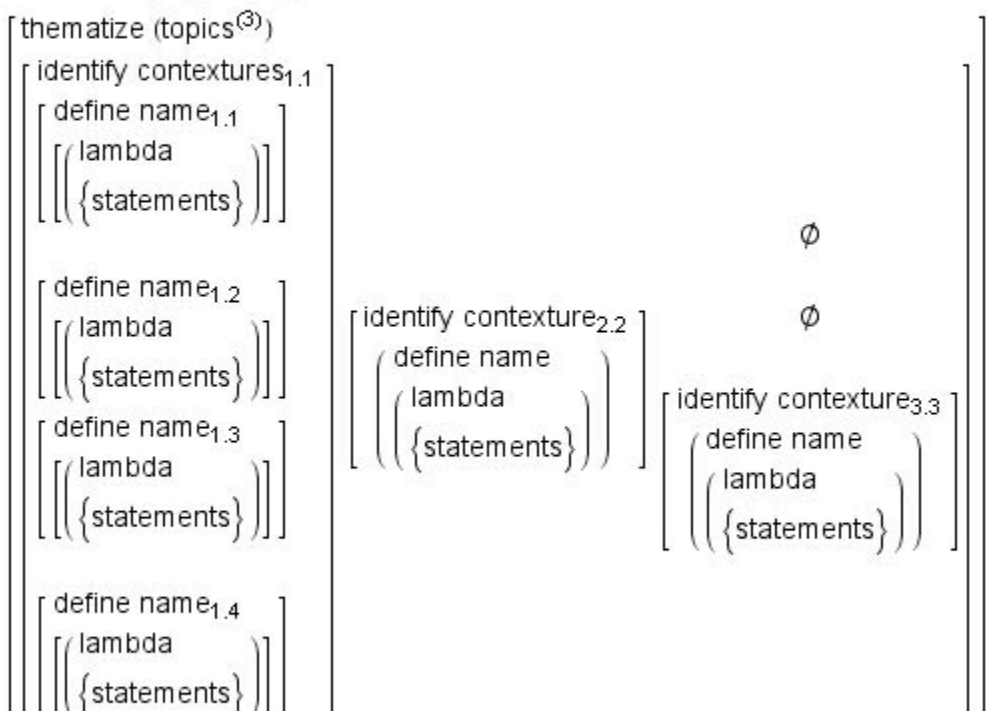 thematize (topics⁽³⁾)
identify contextures₁.₁
define name₁.₁
lambda
{statements}
define name₁.₂
lambda
{statements}
define name₁.₃
lambda
{statements}
define name₁.₄
lambda
{statements}
identify contexture₂.₂
define name
lambda
{statements}
∅
∅
identify contexture₃.₃
define name
lambda
{statements}